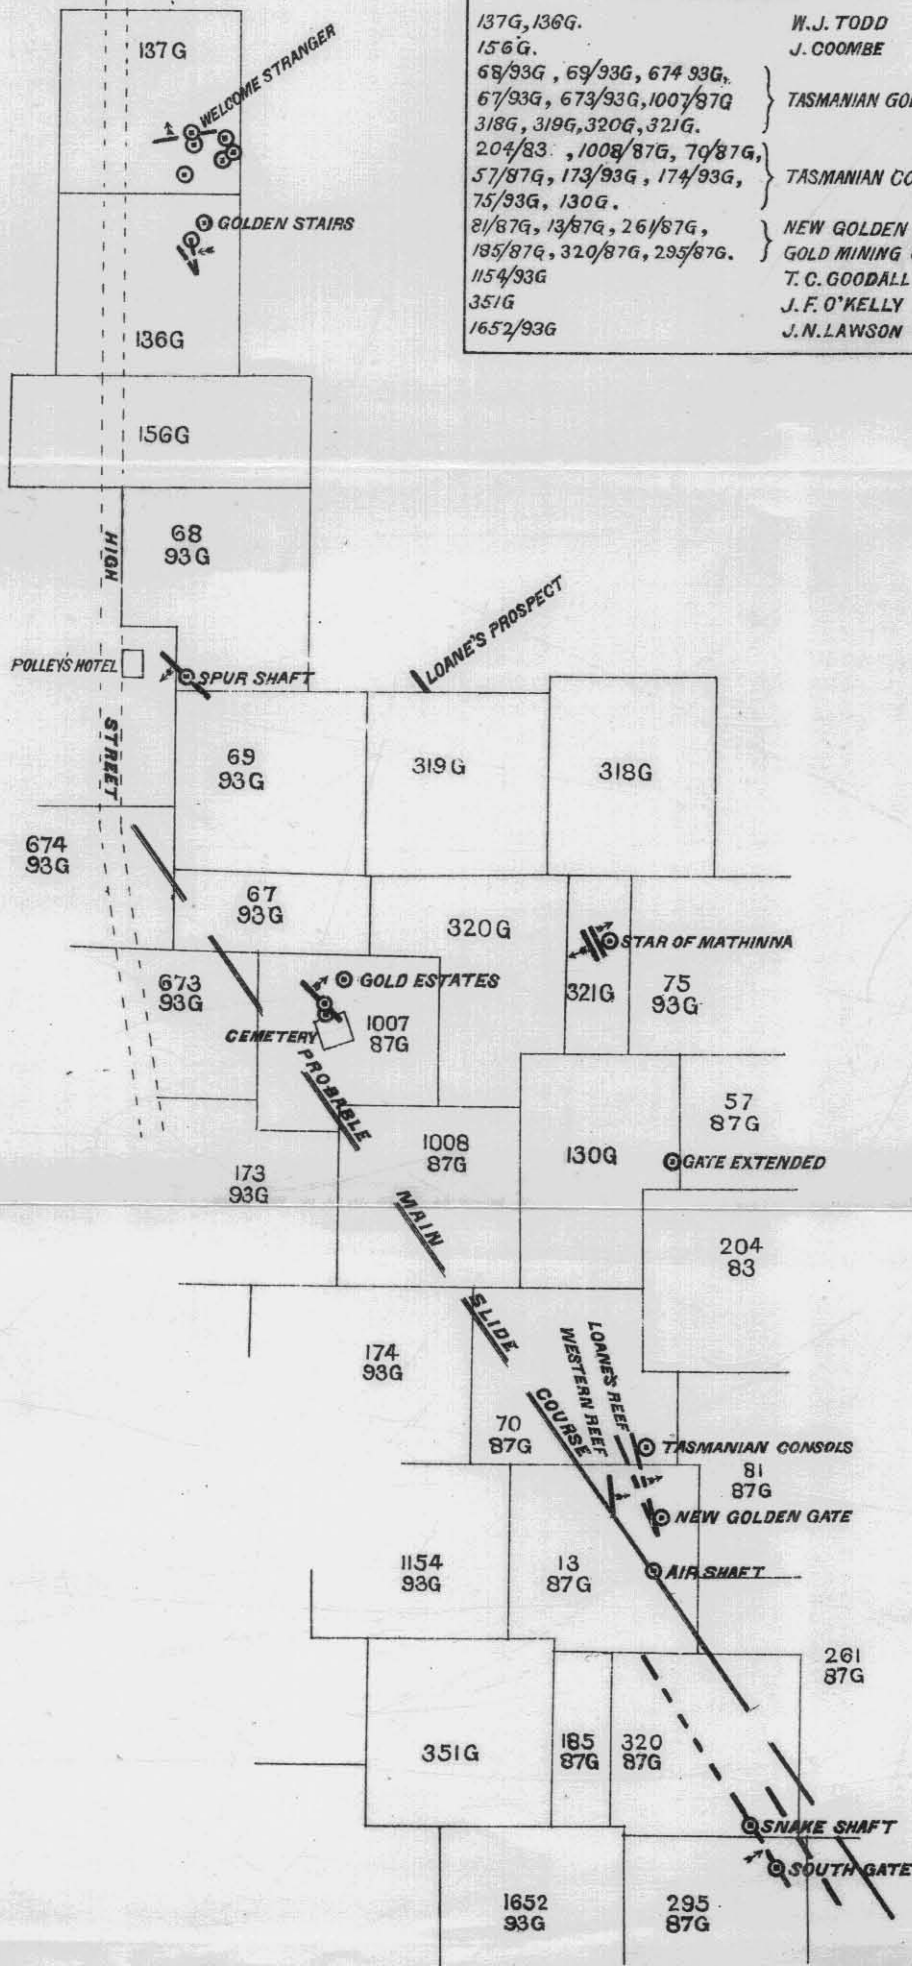 137G, 136G. W.J. TODD
156G. J. COOMBE
68/93G, 69/93G, 674 93G,
67/93G, 673/93G, 1007/87G } TASMANIAN GOL
318G, 319G, 320G, 321G.
204/83, 1008/87G, 70/87G,
57/87G, 173/93G, 174/93G, } TASMANIAN CO
75/93G, 130G.
81/87G, 13/87G, 261/87G, } NEW GOLDEN
185/87G, 320/87G, 295/87G. GOLD MINING
1154/93G T.C. GOODALL
351G J.F. O'KELLY
1652/93G J.N. LAWSON
137G
WELCOME STRANGER
GOLDEN STAIRS
136G
156G
68
93G
HIGH
STREET
POLLEY'S HOTEL
SPUR SHAFT
LOANE'S PROSPECT
69
93G
319G
318G
674
93G
67
93G
320G
STAR OF MATHINNA
321G
75
93G
673
93G
GOLD ESTATES
CEMETERY
1007
87G
PROBABLE
MAIN
SLIDE
COURSE
57
87G
1008
87G
130G
GATE EXTENDED
173
93G
204
83
174
93G
LOANE'S REEF
WESTERN REEF
70
87G
TASMANIAN CONSOLS
81
87G
NEW GOLDEN GATE
1154
93G
13
87G
AIR SHAFT
261
87G
351G
185
87G
320
87G
SNAKE SHAFT
SOUTH GATE
1652
93G
295
87G